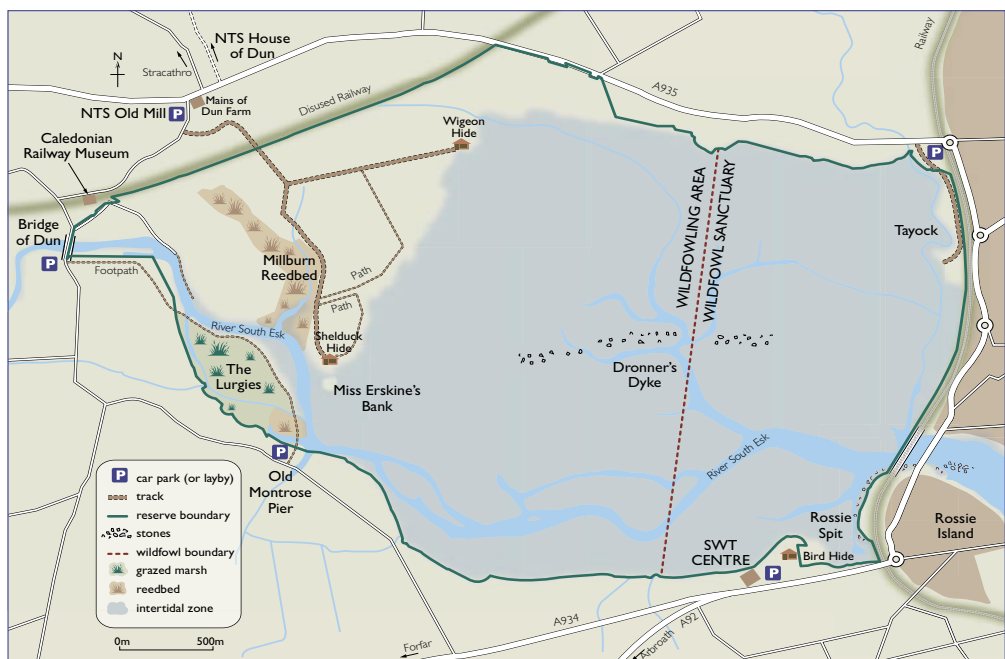 NTS House
of Dun
N
Stracathro
Railway
A935
NTS Old Mill
P
Mains of
Dun Farm
Disused Railway
Caledonian
Railway Museum
Wigeon
Hide
P
WILDFOWLING AREA
WILDFOWL SANCTUARY
Bridge
of Dun
P
Footpath
Tayock
Millburn
Reedbed
Path
Path
River South Esk
Shelduck
Hide
The
Lurgies
Miss Erskine's
Bank
Dronner's
Dyke
River South Esk
P
Old
Montrose
Pier
P car park (or layby)
track
reserve boundary
stones
wildfowl boundary
grazed marsh
reedbed
intertidal zone
0m 500m
Rossie
Spit
Rossie
Island
SWT
CENTRE
P
Bird Hide
A934
A92
Forfar
Arbroath